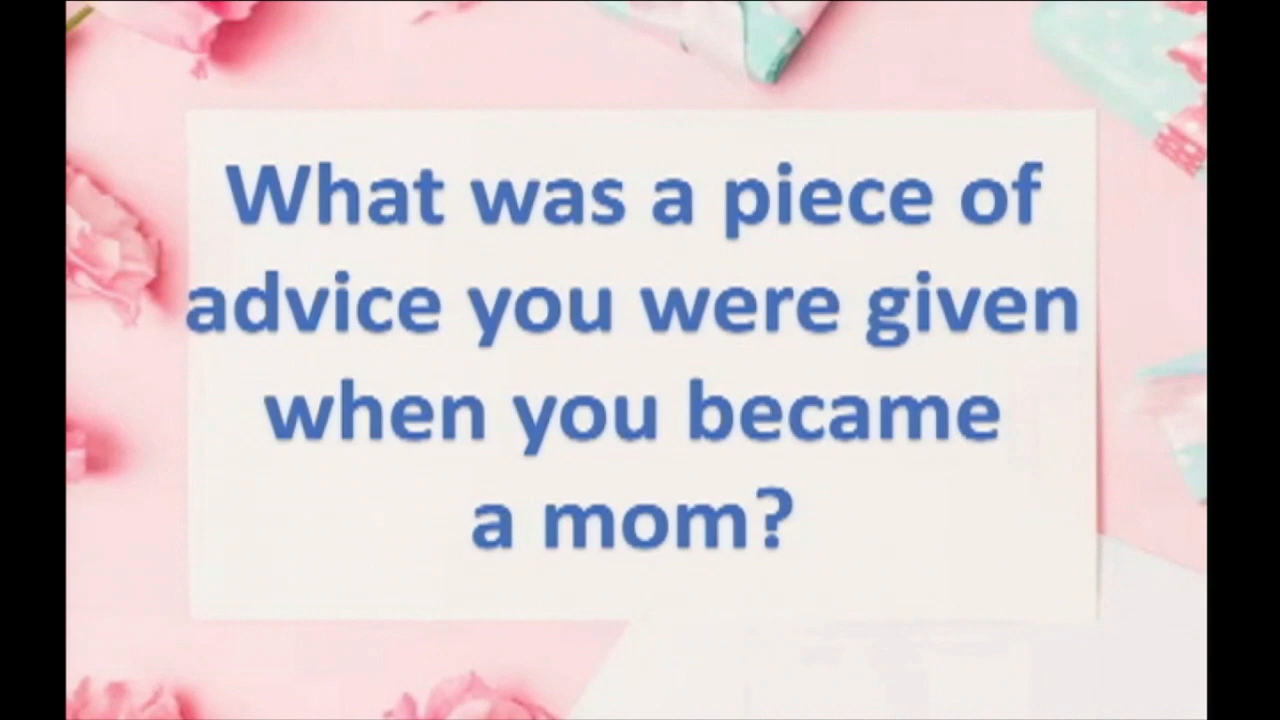 What was a piece of
advice you were given
when you became
a mom?